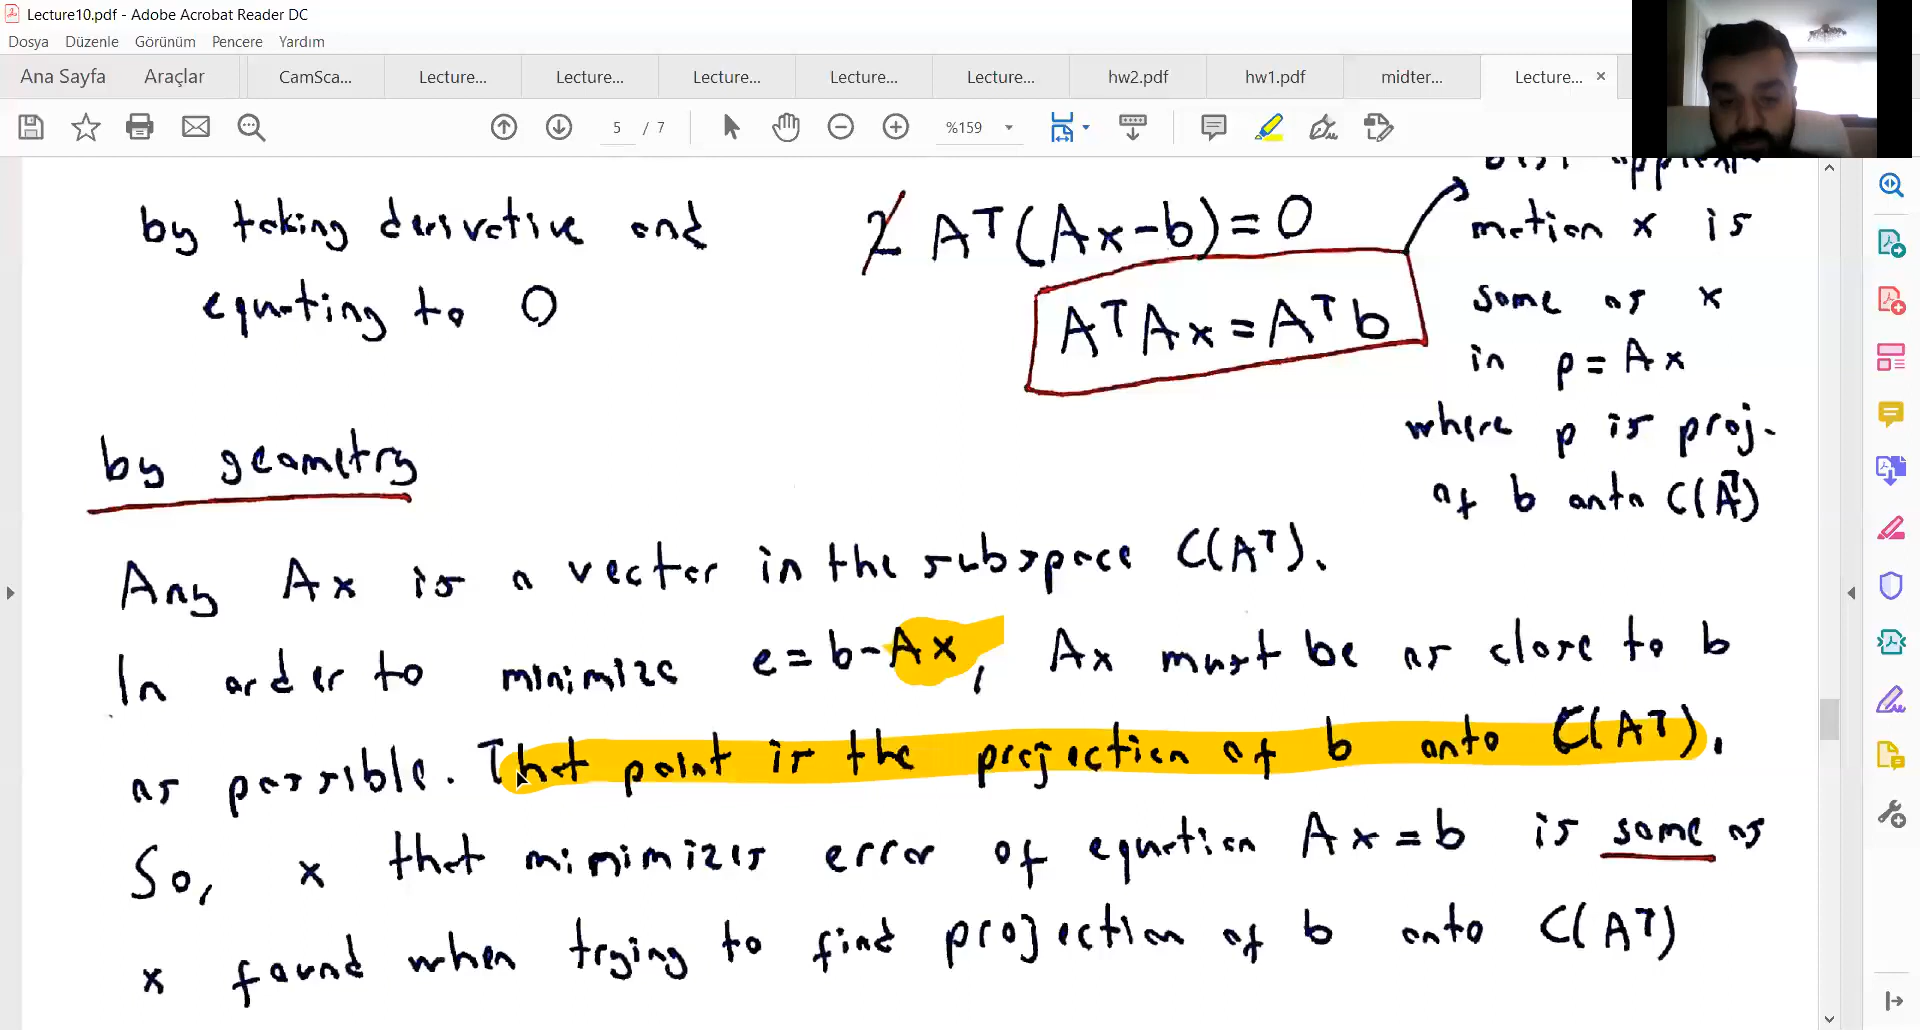 Lecture10.pdf - Adobe Acrobat Reader DC
Dosya Düzenle Görünüm Pencere Yardım
Ana Sayfa Araçlar CamSca... Lecture... Lecture... Lecture... Lecture... Lecture... hw2.pdf hw1.pdf midter... Lecture... ×
5 / 7 %159
by taking derivative and
equating to 0
2 Aᵀ(Ax-b)=0
AᵀAx=Aᵀb
mation x is
same as x
in p=Ax
where p is proj.
of b onto C(Aᵀ)
by geometry
Any Ax is a vector in the subspace C(Aᵀ).
In order to minimize e=b-Ax, Ax must be as close to b
as possible. That point is the projection of b onto C(Aᵀ).
So, x that minimizes error of equation Ax=b is same as
x found when trying to find projection of b onto C(Aᵀ)